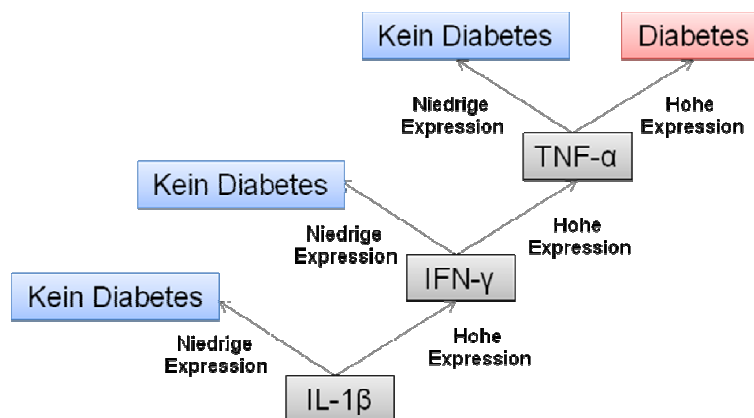 Kein Diabetes
Diabetes
Niedrige
Expression
Hohe
Expression
TNF-α
Kein Diabetes
Niedrige
Expression
Hohe
Expression
IFN-γ
Kein Diabetes
Niedrige
Expression
Hohe
Expression
IL-1β